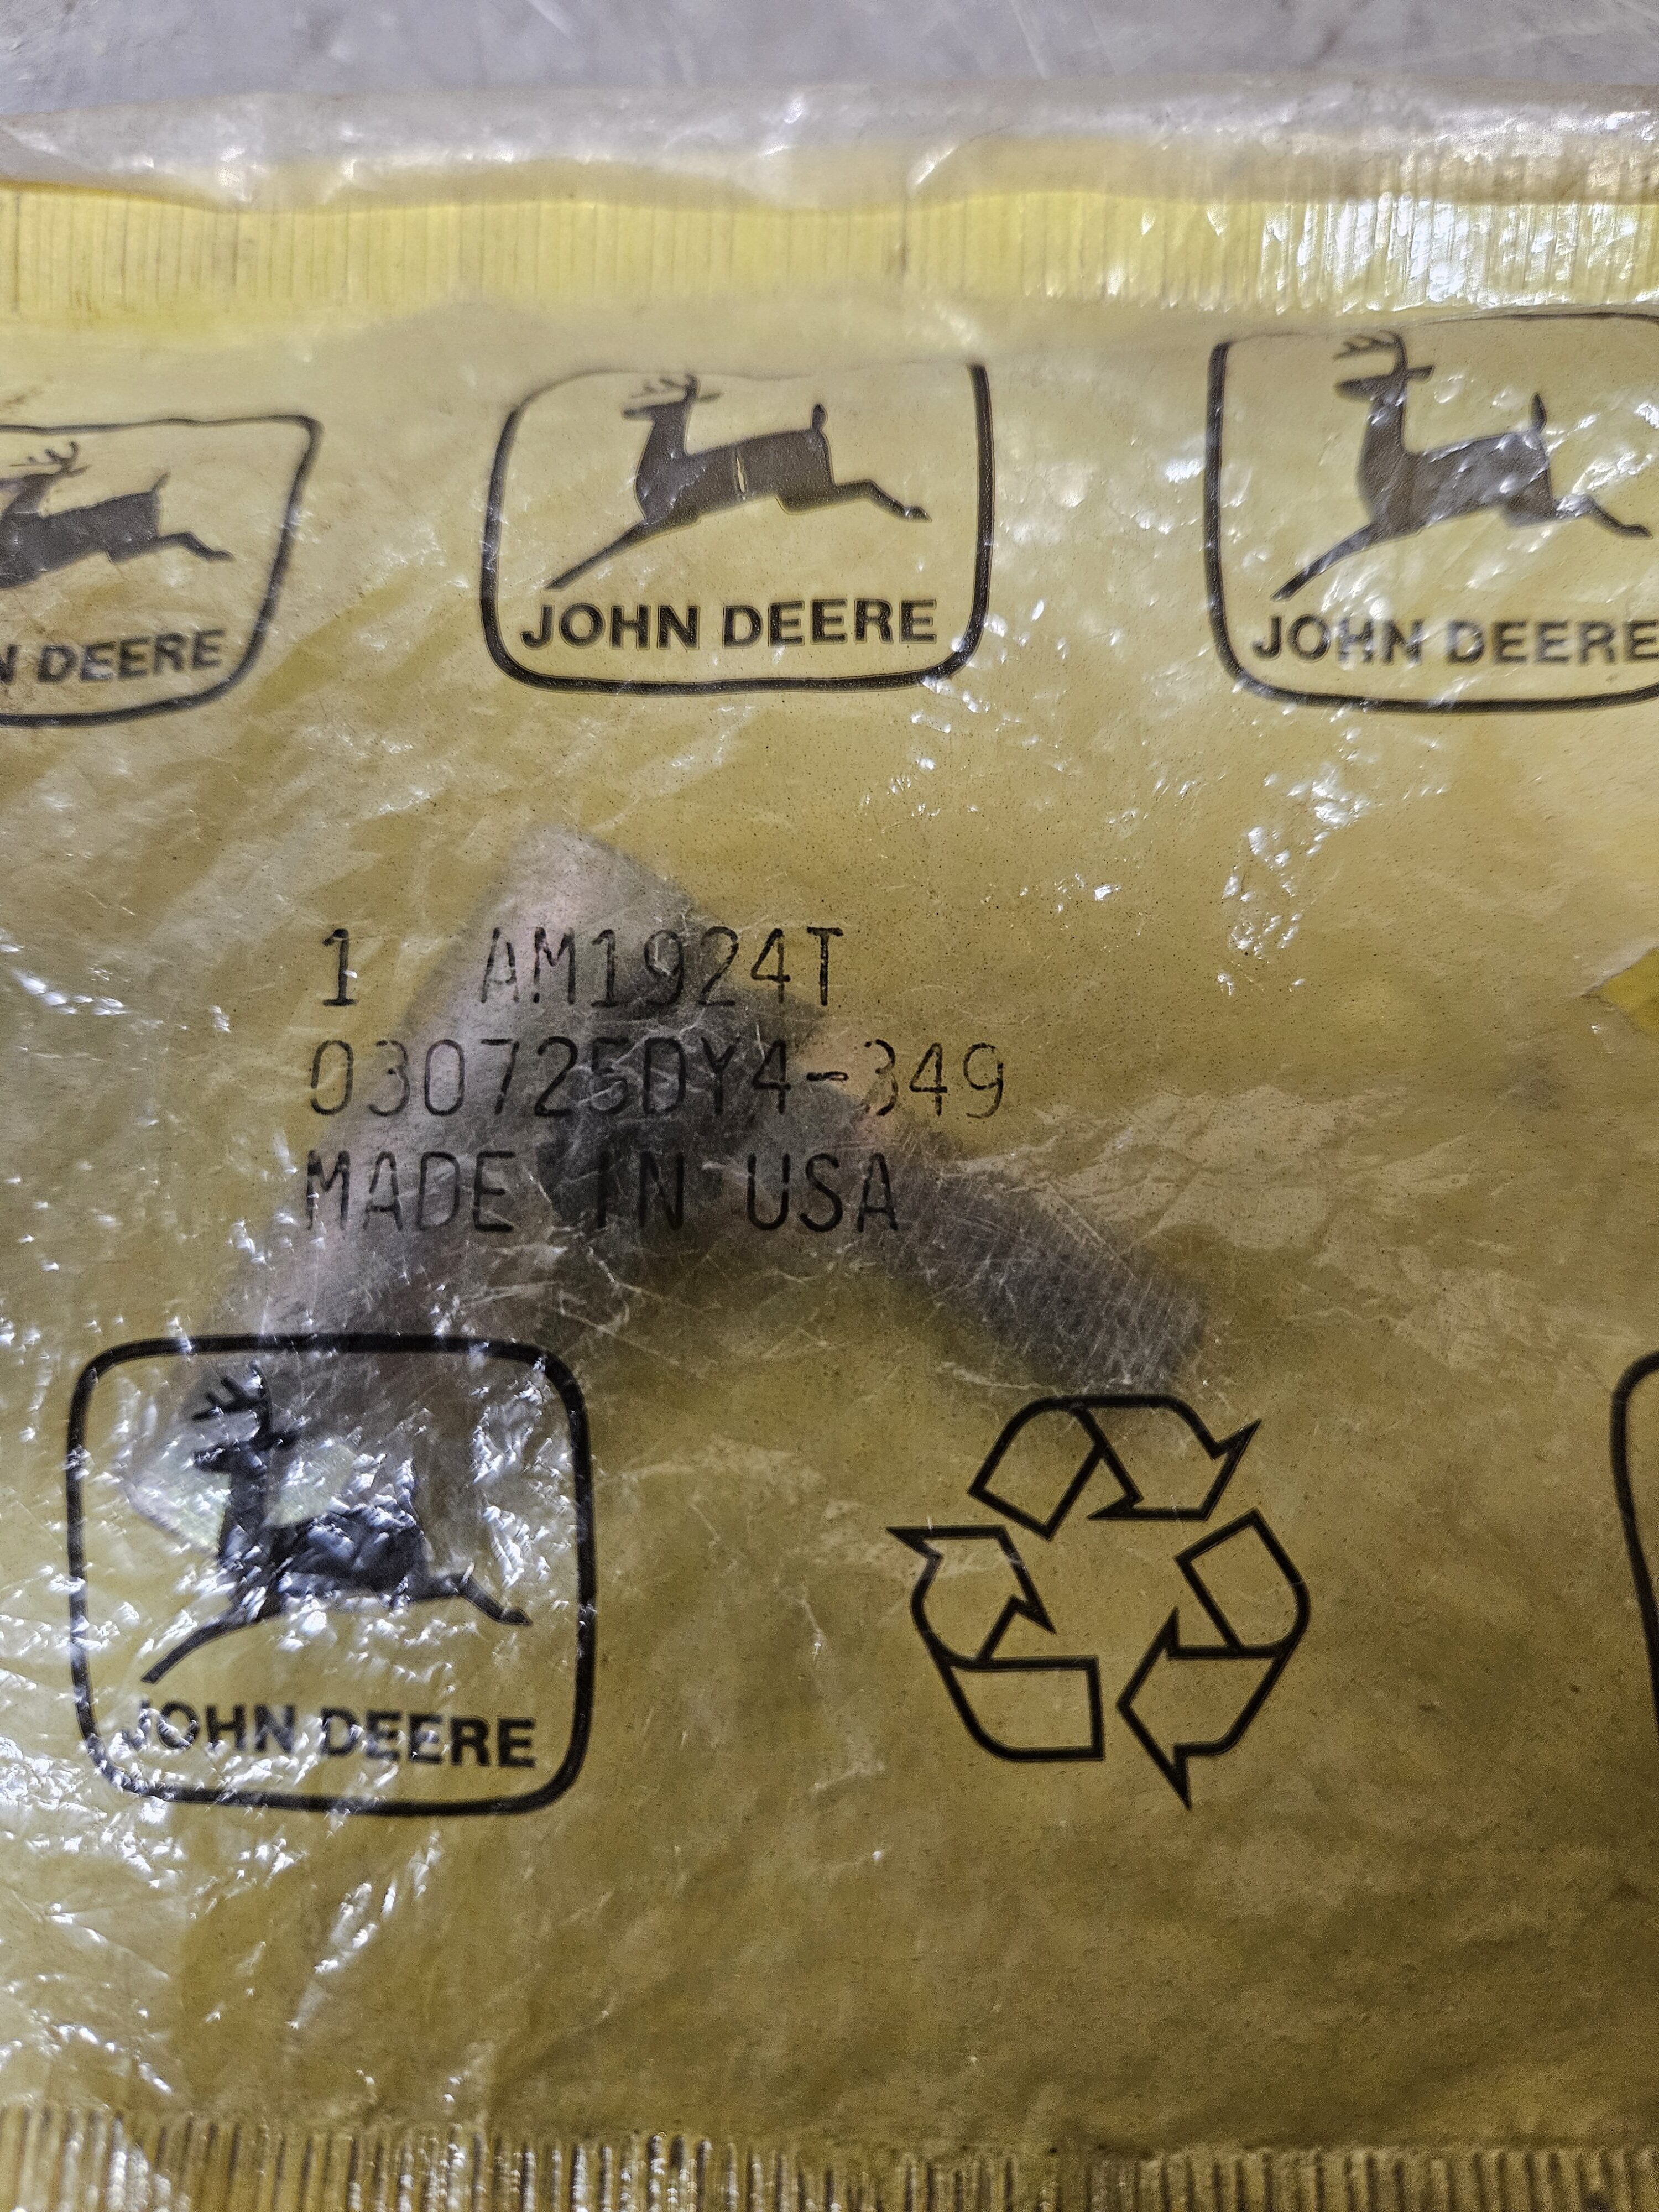 N DEERE
JOHN DEERE
JOHN DEERE
1 AM1924T
030725DY4-349
MADE IN USA
JOHN DEERE